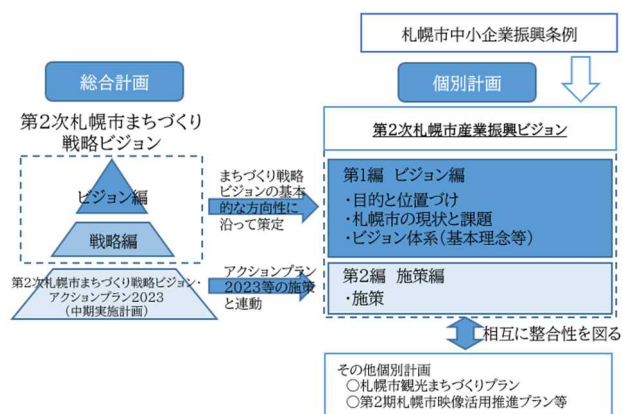 札幌市中小企業振興条例
総合計画
個別計画
第2次札幌市まちづくり
戦略ビジョン
第2次札幌市産業振興ビジョン
ビジョン編
戦略編
まちづくり戦略
ビジョンの基本
的な方向性に
沿って策定
第1編 ビジョン編
・目的と位置づけ
・札幌市の現状と課題
・ビジョン体系(基本理念等)
第2次札幌市まちづくり戦略ビジョン・
アクションプラン2023
(中期実施計画)
アクションプラン
2023等の施策
と連動
第2編 施策編
・施策
相互に整合性を図る
その他個別計画
○札幌市観光まちづくりプラン
○第2期札幌市映像活用推進プラン等